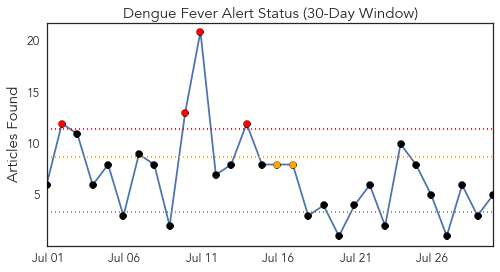 Dengue Fever Alert Status (30-Day Window)
Articles Found
20
15
10
5
Jul 01 Jul 06 Jul 11 Jul 16 Jul 21 Jul 26